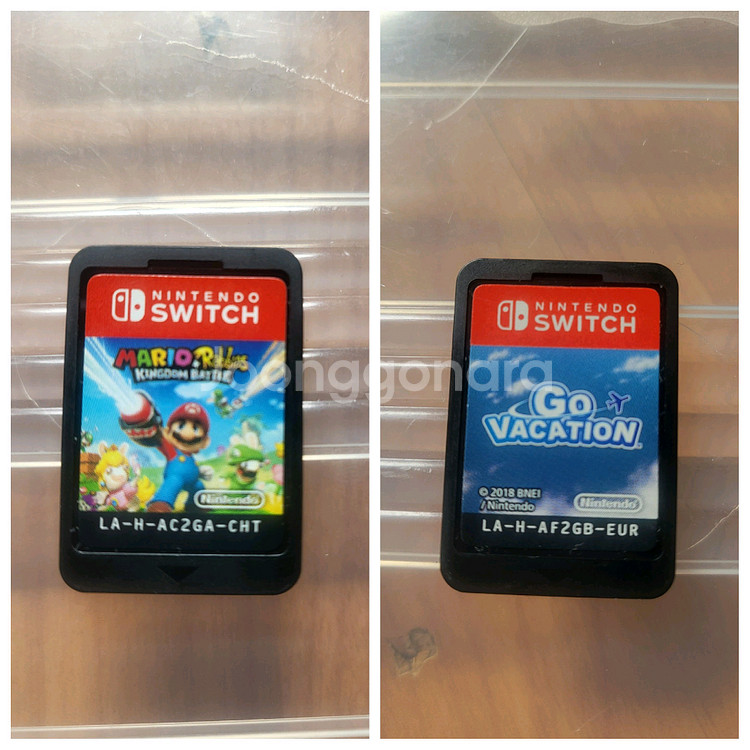 NINTENDO
SWITCH
MARIO + Rabbids
KINGDOM BATTLE
Nintendo
LA-H-AC2GA-CHT
NINTENDO
SWITCH
GO
VACATION
© 2018 BNEI
/ Nintendo
Nintendo
LA-H-AF2GB-EUR
joonggonara